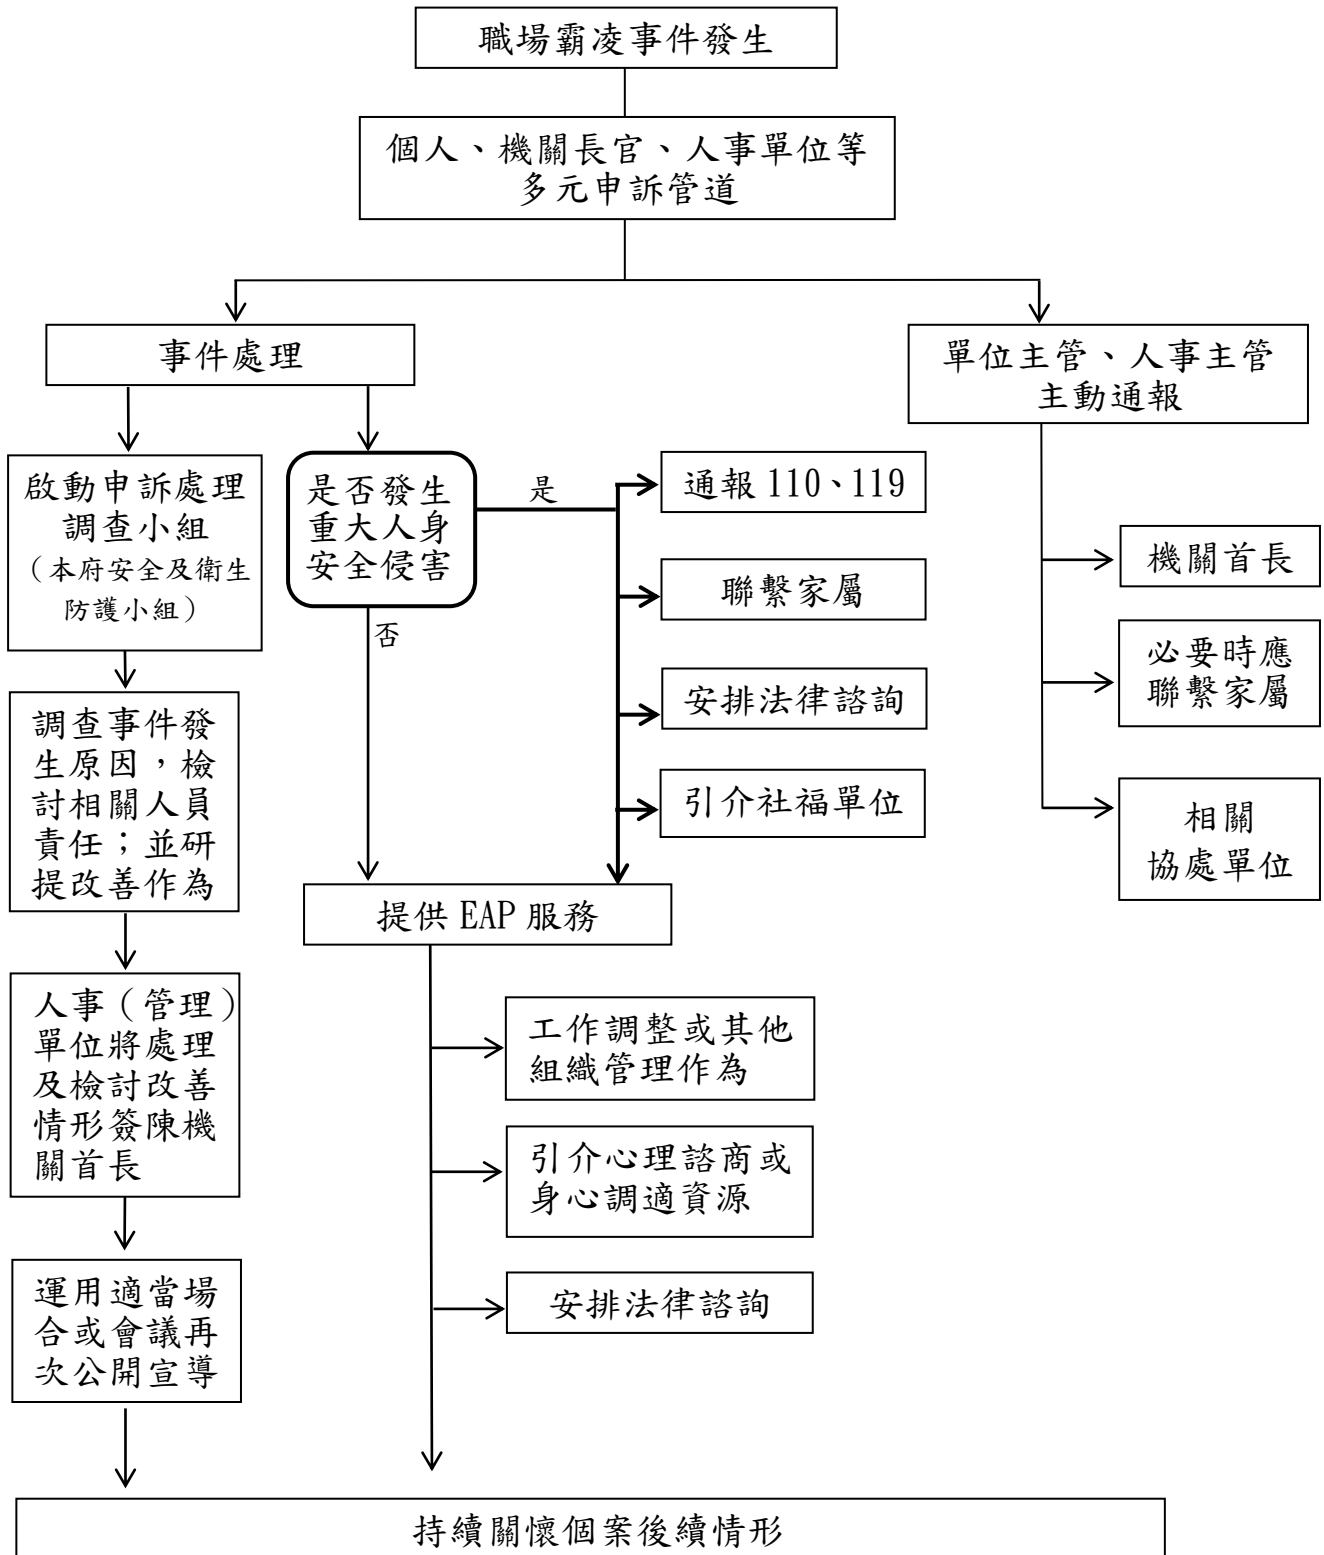 職場霸凌事件發生
個人、機關長官、人事單位等
多元申訴管道
事件處理
單位主管、人事主管
主動通報
啟動申訴處理
調查小組
（本府安全及衛生
防護小組）
是否發生
重大人身
安全侵害
是
否
通報 110、119
聯繫家屬
安排法律諮詢
引介社福單位
機關首長
必要時應
聯繫家屬
相關
協處單位
調查事件發
生原因，檢
討相關人員
責任；並研
提改善作為
提供 EAP 服務
人事（管理）
單位將處理
及檢討改善
情形簽陳機
關首長
工作調整或其他
組織管理作為
引介心理諮商或
身心調適資源
安排法律諮詢
運用適當場
合或會議再
次公開宣導
持續關懷個案後續情形